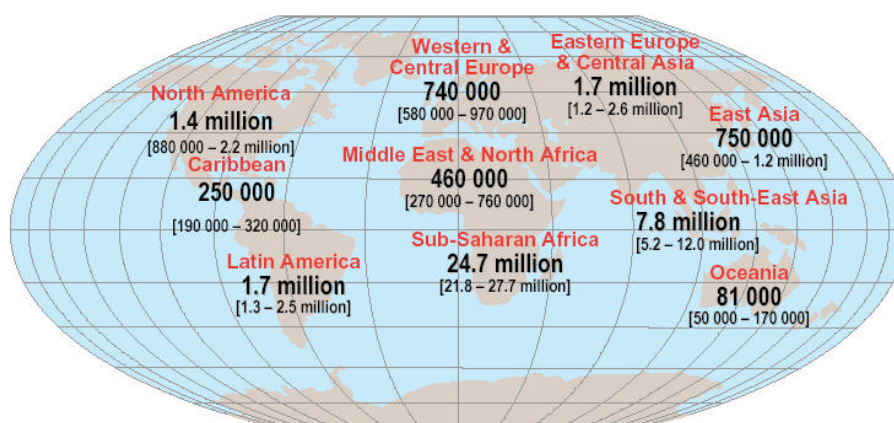 Western &
Central Europe
740 000
[580 000 – 970 000]
Eastern Europe
& Central Asia
1.7 million
[1.2 – 2.6 million]
North America
1.4 million
[880 000 – 2.2 million]
East Asia
750 000
[460 000 – 1.2 million]
Caribbean
250 000
[190 000 – 320 000]
Middle East & North Africa
460 000
[270 000 – 760 000]
South & South-East Asia
7.8 million
[5.2 – 12.0 million]
Sub-Saharan Africa
24.7 million
[21.8 – 27.7 million]
Latin America
1.7 million
[1.3 – 2.5 million]
Oceania
81 000
[50 000 – 170 000]